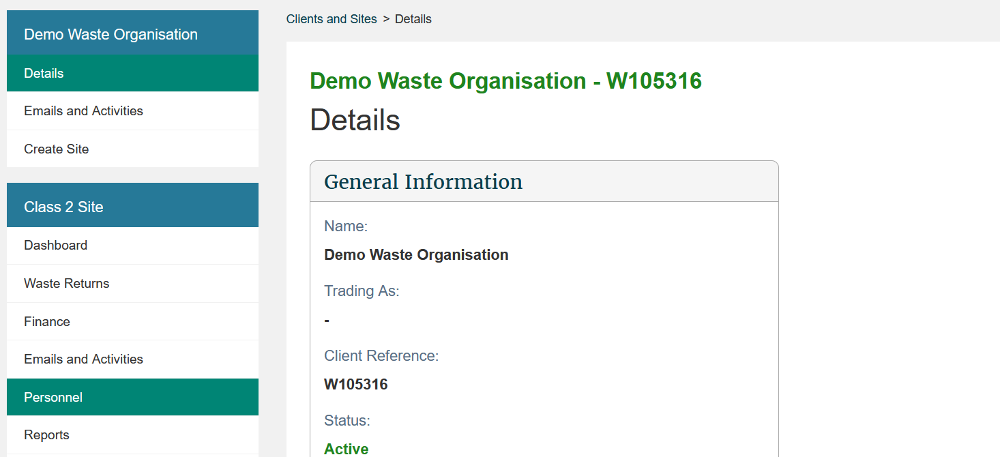 Demo Waste Organisation
Details
Emails and Activities
Create Site
Class 2 Site
Dashboard
Waste Returns
Finance
Emails and Activities
Personnel
Reports
Clients and Sites > Details
Demo Waste Organisation - W105316
Details
General Information
Name:
Demo Waste Organisation
Trading As:
-
Client Reference:
W105316
Status:
Active